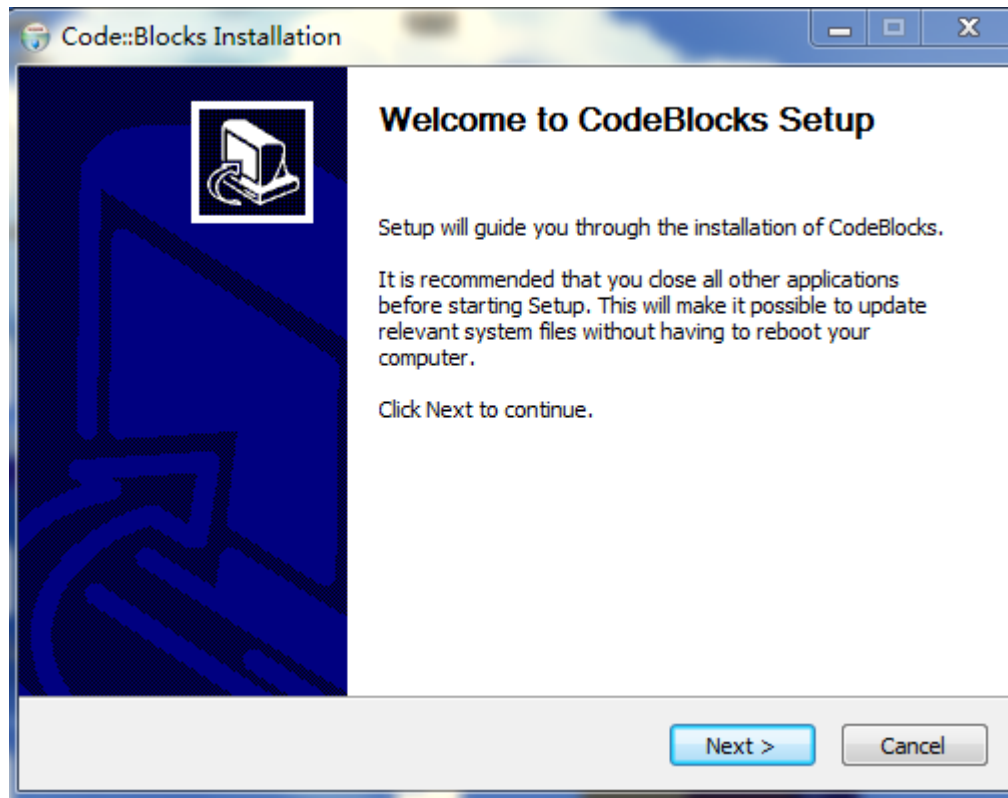 Code::Blocks Installation
Welcome to CodeBlocks Setup
Setup will guide you through the installation of CodeBlocks.
It is recommended that you close all other applications
before starting Setup. This will make it possible to update
relevant system files without having to reboot your
computer.
Click Next to continue.
Next >
Cancel